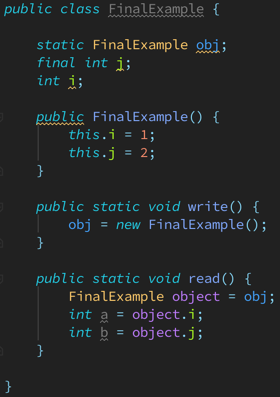 public class FinalExample {
static FinalExample obj;
final int i;
int j;
public FinalExample() {
this.i = 1;
this.j = 2;
}
public static void write() {
obj = new FinalExample();
}
public static void read() {
FinalExample object = obj;
int a = object.i;
int b = object.j;
}
}